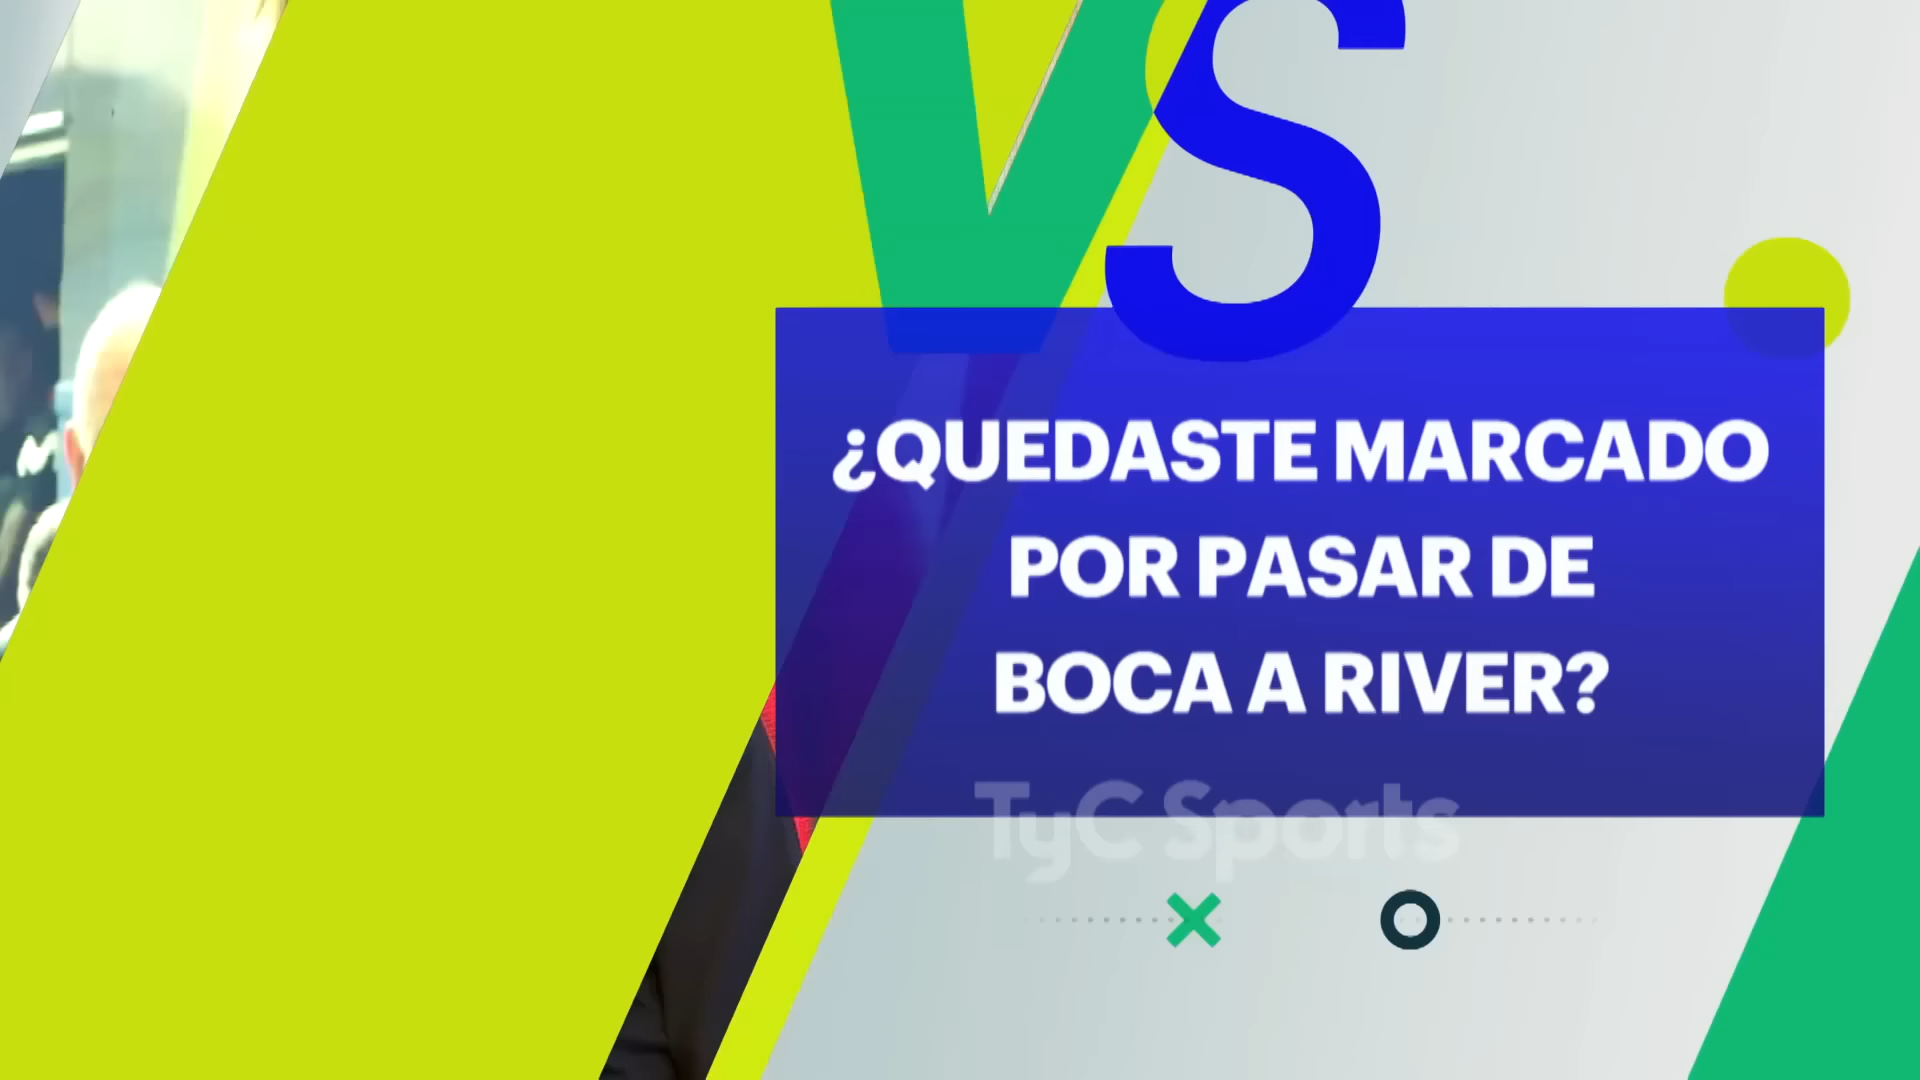 VS
¿QUEDASTE MARCADO
POR PASAR DE
BOCA A RIVER?
TyC Sports